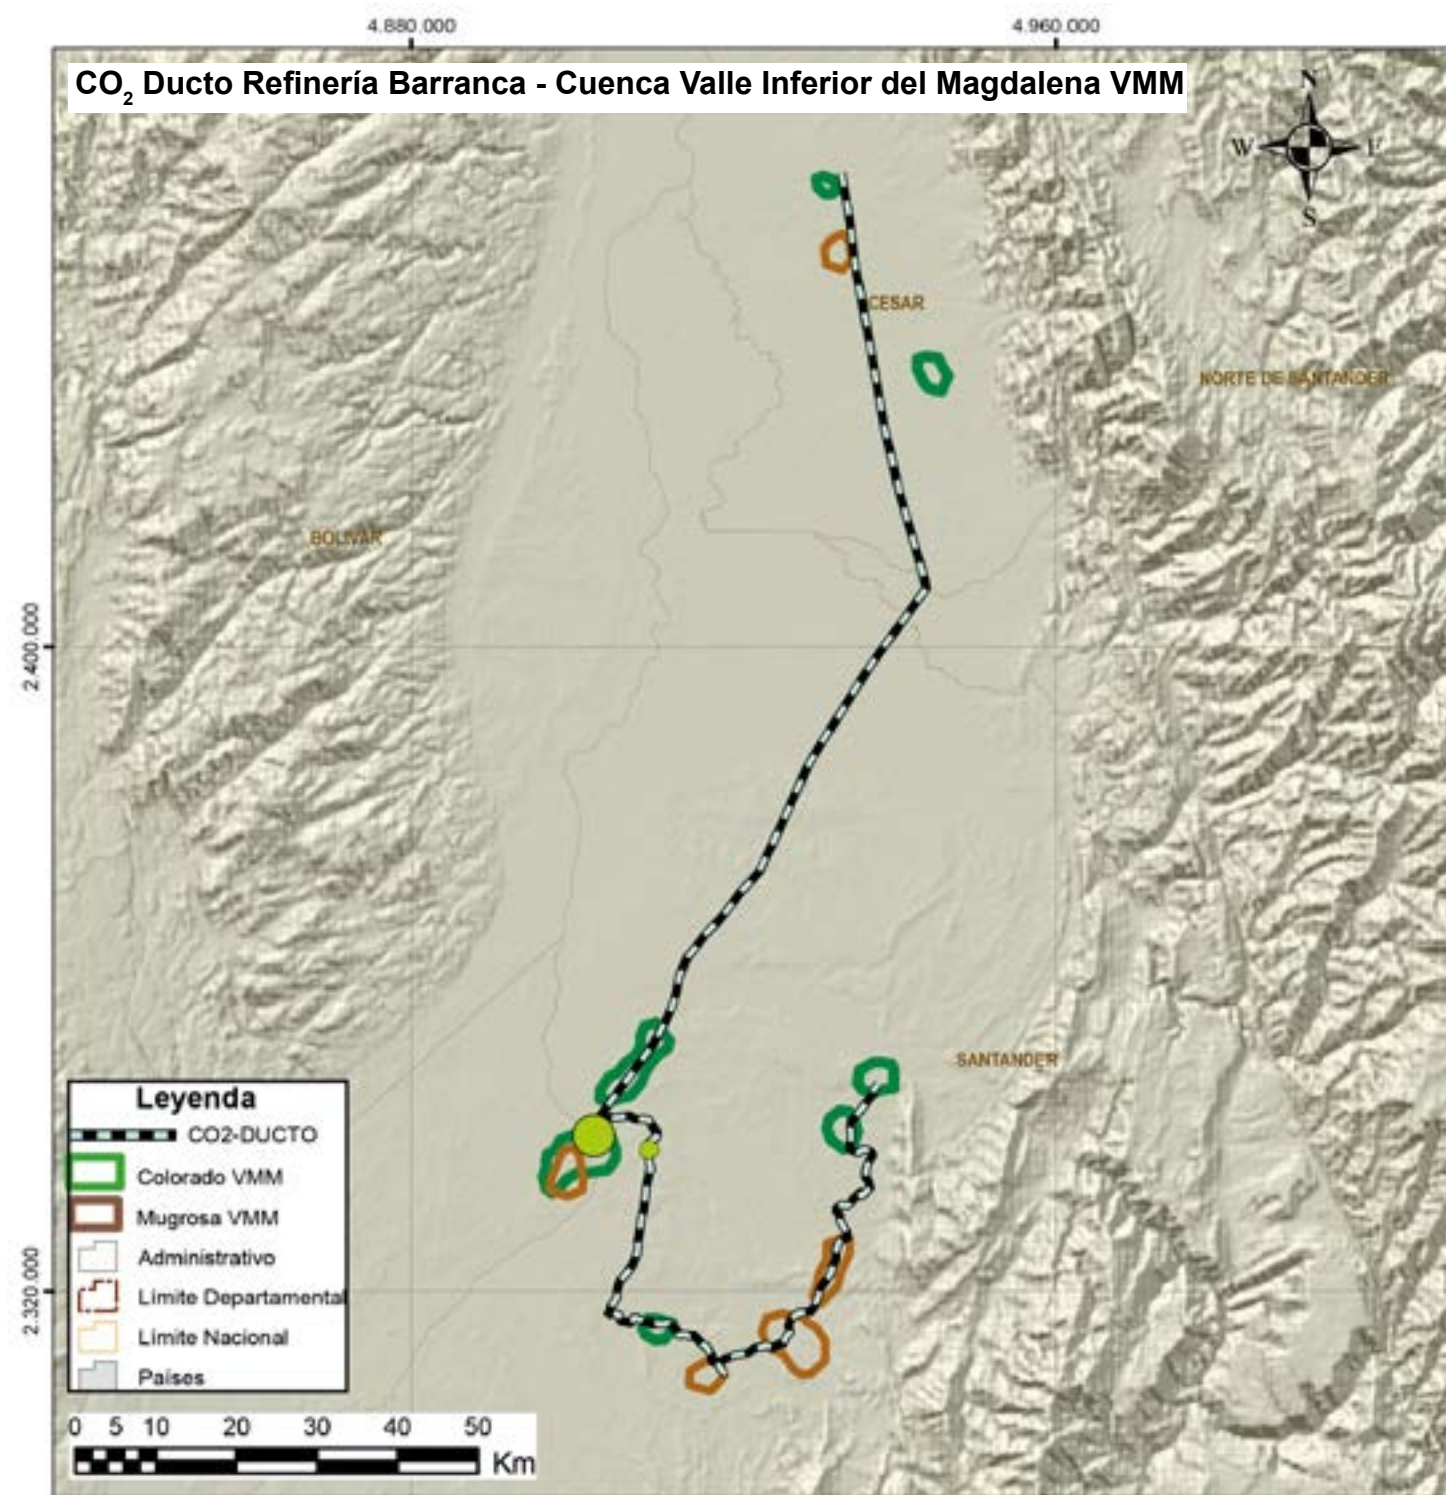 4.880.000
4.960.000
CO2 Ducto Refinería Barranca - Cuenca Valle Inferior del Magdalena VMM
N
W
E
S
CESAR
NORTE DE SANTANDER
BOLIVAR
2.400.000
SANTANDER
Leyenda
CO2-DUCTO
Colorado VMM
Mugrosa VMM
Administrativo
Limite Departamental
Limite Nacional
Países
2.320.000
0 5 10 20 30 40 50
Km